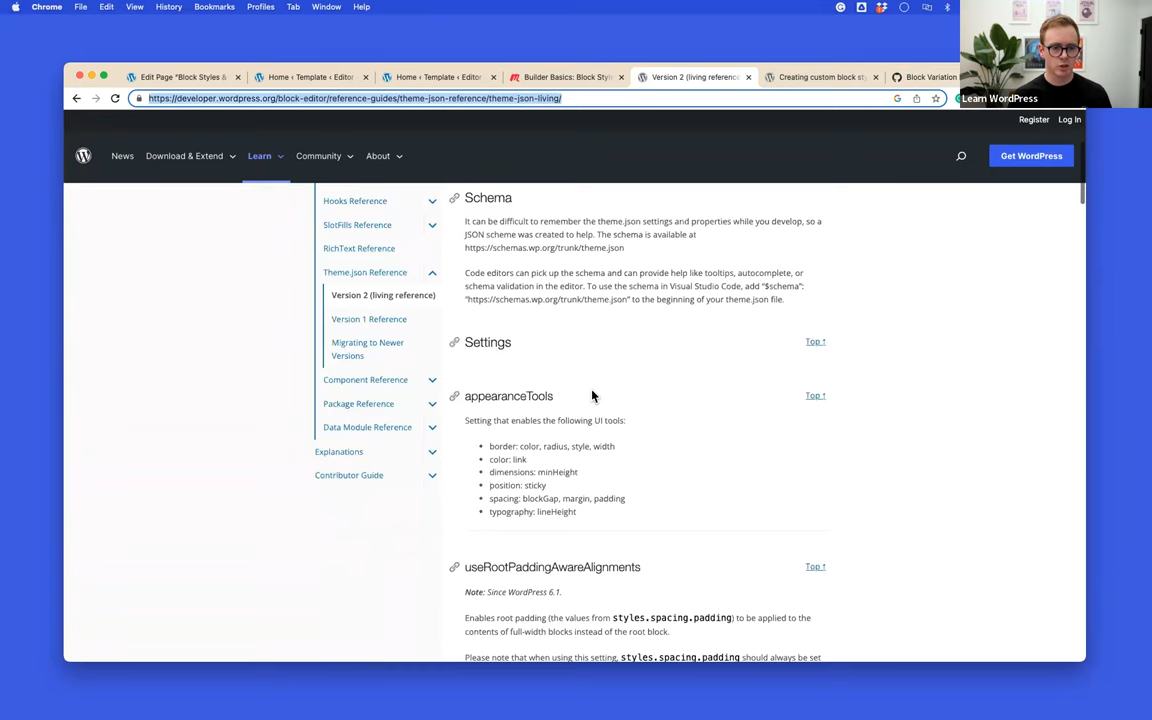 Chrome File Edit View History Bookmarks Profiles Tab Window Help
Edit Page "Block Styles &
Home ‹ Template ‹ Editor
Home ‹ Template ‹ Editor
Builder Basics: Block Style
Version 2 (living reference
Creating custom block st
Block Variation
https://developer.wordpress.org/block-editor/reference-guides/theme-json-reference/theme-json-living/
Learn WordPress
Register Log In
News Download & Extend Learn Community About
Get WordPress
Hooks Reference
SlotFills Reference
RichText Reference
Theme.json Reference
Version 2 (living reference)
Version 1 Reference
Migrating to Newer
Versions
Component Reference
Package Reference
Data Module Reference
Explanations
Contributor Guide
Schema
It can be difficult to remember the theme.json settings and properties while you develop, so a
JSON scheme was created to help. The schema is available at
https://schemas.wp.org/trunk/theme.json
Code editors can pick up the schema and can provide help like tooltips, autocomplete, or
schema validation in the editor. To use the schema in Visual Studio Code, add "$schema":
"https://schemas.wp.org/trunk/theme.json" to the beginning of your theme.json file.
Settings
Top ↑
appearanceTools
Top ↑
Setting that enables the following UI tools:
• border: color, radius, style, width
• color: link
• dimensions: minHeight
• position: sticky
• spacing: blockGap, margin, padding
• typography: lineHeight
useRootPaddingAwareAlignments
Top ↑
Note: Since WordPress 6.1.
Enables root padding (the values from styles.spacing.padding) to be applied to the
contents of full-width blocks instead of the root block.
Please note that when using this setting, styles.spacing.padding should always be set